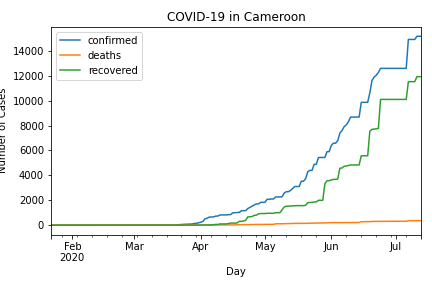 COVID-19 in Cameroon
confirmed
deaths
recovered
14000
12000
10000
8000
6000
4000
2000
0
Number of Cases
Feb
2020
Mar
Apr
May
Jun
Jul
Day